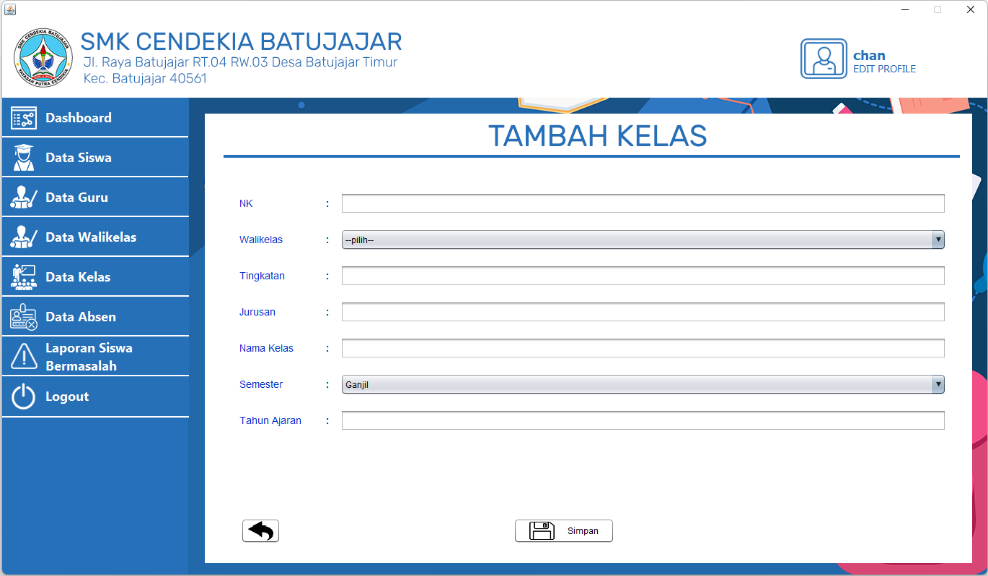 SMK CENDEKIA BATUJAJAR
Jl. Raya Batujajar RT.04 RW.03 Desa Batujajar Timur
Kec. Batujajar 40561
chan
EDIT PROFILE
Dashboard
Data Siswa
Data Guru
Data Walikelas
Data Kelas
Data Absen
Laporan Siswa
Bermasalah
Logout
TAMBAH KELAS
NK :
Walikelas : --pilih--
Tingkatan :
Jurusan :
Nama Kelas :
Semester : Ganjil
Tahun Ajaran :
Simpan